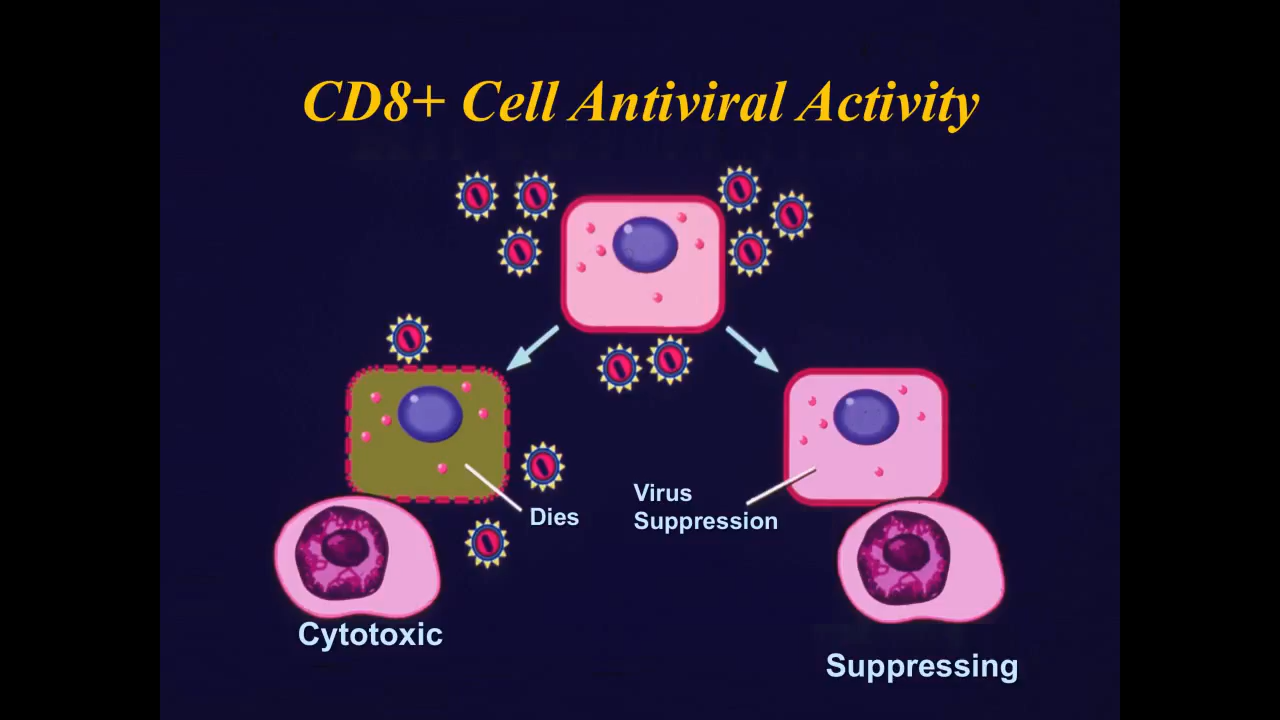 CD8+ Cell Antiviral Activity
Dies
Virus
Suppression
Cytotoxic
Suppressing